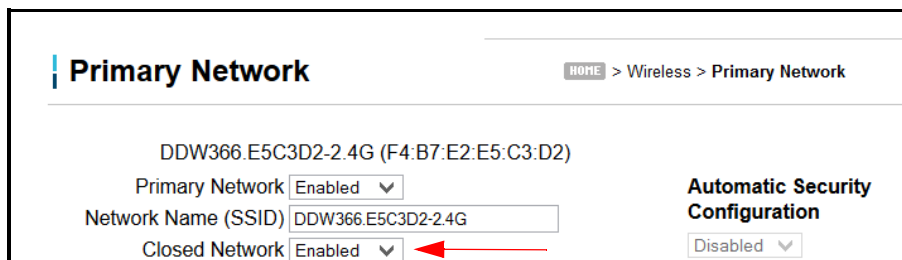 Primary Network
HOME > Wireless > Primary Network
DDW366.E5C3D2-2.4G (F4:B7:E2:E5:C3:D2)
Primary Network Enabled
Network Name (SSID) DDW366.E5C3D2-2.4G
Closed Network Enabled
Automatic Security
Configuration
Disabled